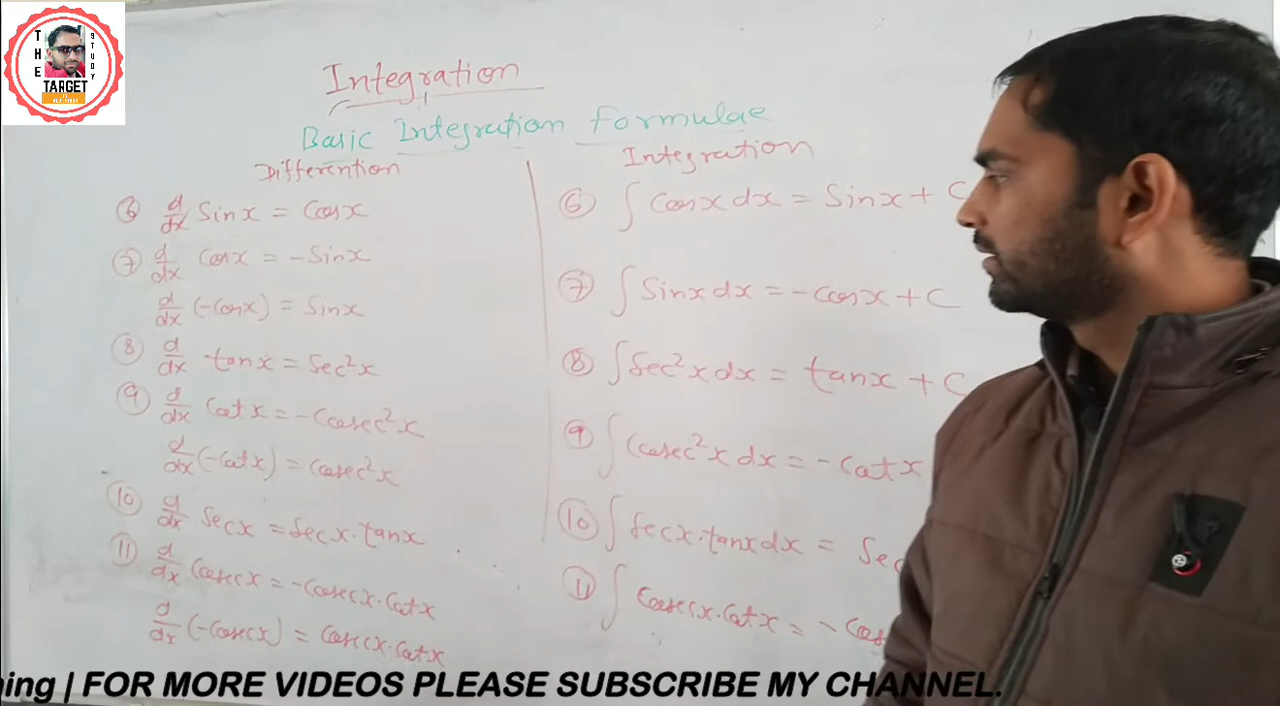 THE
STUDY
TARGET
Integration
Basic Integration formulae
Differention
Integration
⑥ d/dx Sinx = Cosx
⑦ d/dx Cosx = -Sinx
d/dx (-Cosx) = Sinx
⑧ d/dx tanx = Sec²x
⑨ d/dx Cotx = -Cosec²x
d/dx (-Cotx) = Cosec²x
⑩ d/dx Secx = Secx·tanx
⑪ d/dx Cosecx = -Cosecx·Cotx
d/dx (-Cosecx) = Cosecx·Cotx
⑥ ∫ Cosx dx = Sinx + C
⑦ ∫ Sinx dx = -Cosx + C
⑧ ∫ Sec²x dx = tanx + C
⑨ ∫ Cosec²x dx = -Cotx
⑩ ∫ Secx·tanx dx = Sec
⑪ ∫ Cosecx·Cotx = -Cos
ning | FOR MORE VIDEOS PLEASE SUBSCRIBE MY CHANNEL.